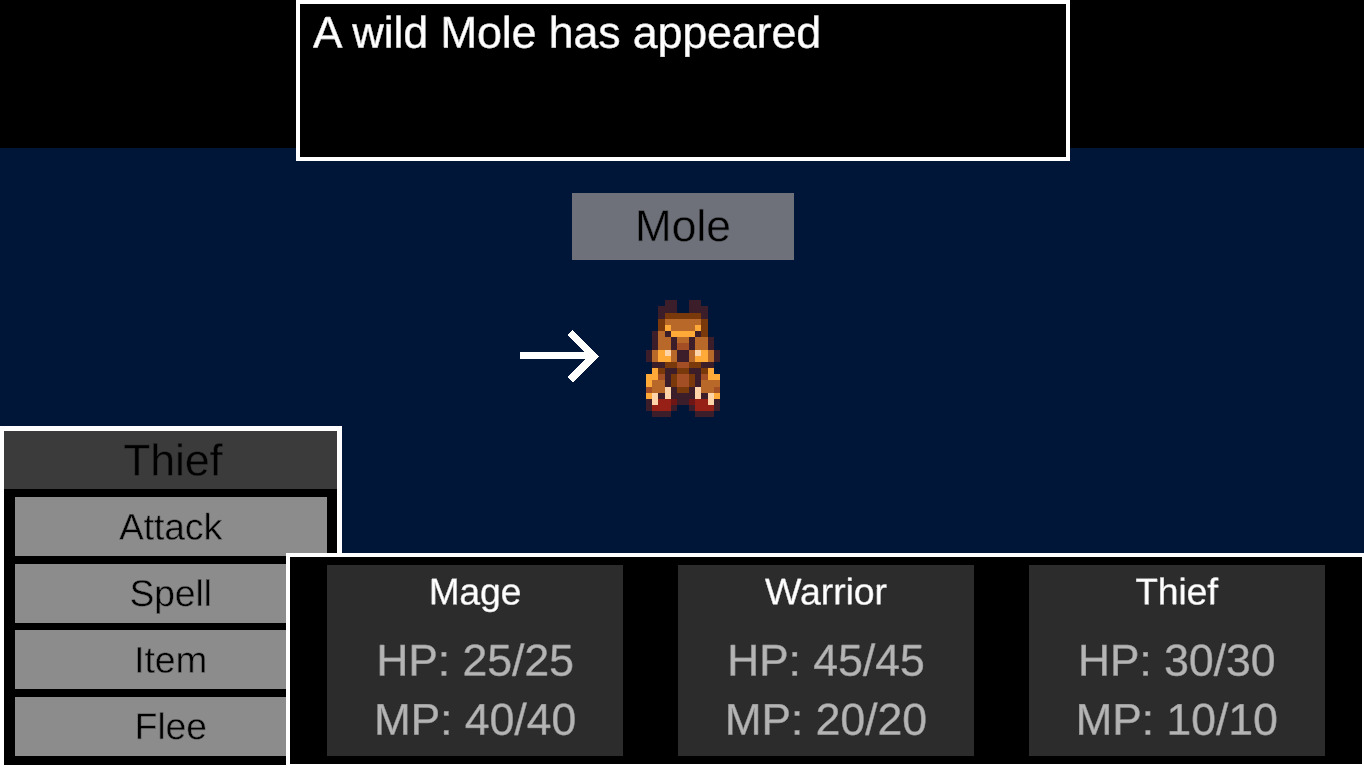 A wild Mole has appeared
Mole
Thief
Attack
Spell
Item
Flee
Mage
HP: 25/25
MP: 40/40
Warrior
HP: 45/45
MP: 20/20
Thief
HP: 30/30
MP: 10/10